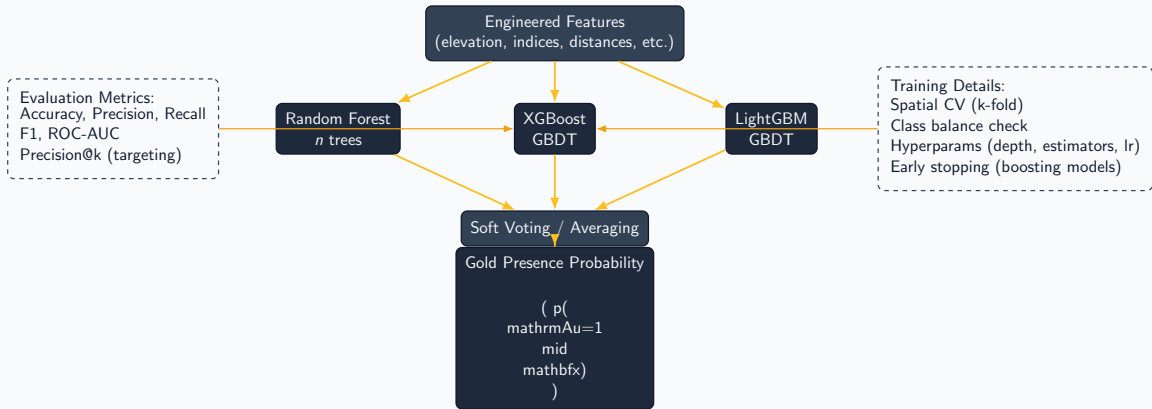 Engineered Features
(elevation, indices, distances, etc.)
Evaluation Metrics:
Accuracy, Precision, Recall
F1, ROC-AUC
Precision@k (targeting)
Random Forest
n trees
XGBoost
GBDT
LightGBM
GBDT
Training Details:
Spatial CV (k-fold)
Class balance check
Hyperparams (depth, estimators, lr)
Early stopping (boosting models)
Soft Voting / Averaging
Gold Presence Probability
( p(
mathrmAu=1
mid
mathbfx)
)